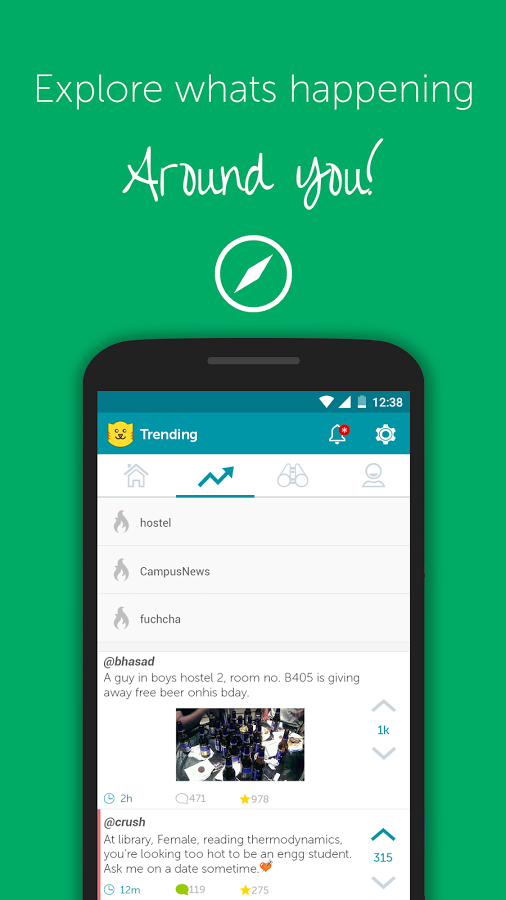 Explore whats happening
Around you!
12:38
Trending
hostel
CampusNews
fuchcha
@bhasad
A guy in boys hostel 2, room no. B405 is giving
away free beer onhis bday.
1k
2h
471
978
@crush
At library, Female, reading thermodynamics,
you're looking too hot to be an engg student.
Ask me on a date sometime.
315
12m
119
275